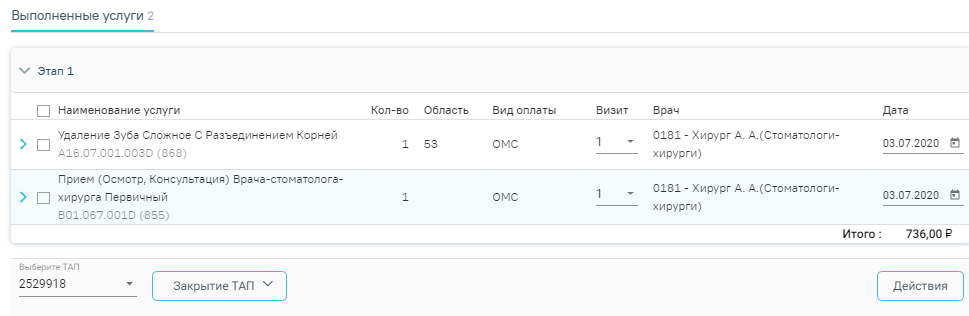 Выполненные услуги 2
Этап 1
Наименование услуги Кол-во Область Вид оплаты Визит Врач Дата
Удаление Зуба Сложное С Разъединением Корней
A16.07.001.003D (868)
1 53 ОМС 1
0181 - Хирург А. А.(Стоматологи-
хирурги)
03.07.2020
Прием (Осмотр, Консультация) Врача-стоматолога-
хирурга Первичный
B01.067.001D (855)
1 ОМС 1
0181 - Хирург А. А.(Стоматологи-
хирурги)
03.07.2020
Итого : 736,00 ₽
Выберите ТАП
2529918
Закрытие ТАП
Действия